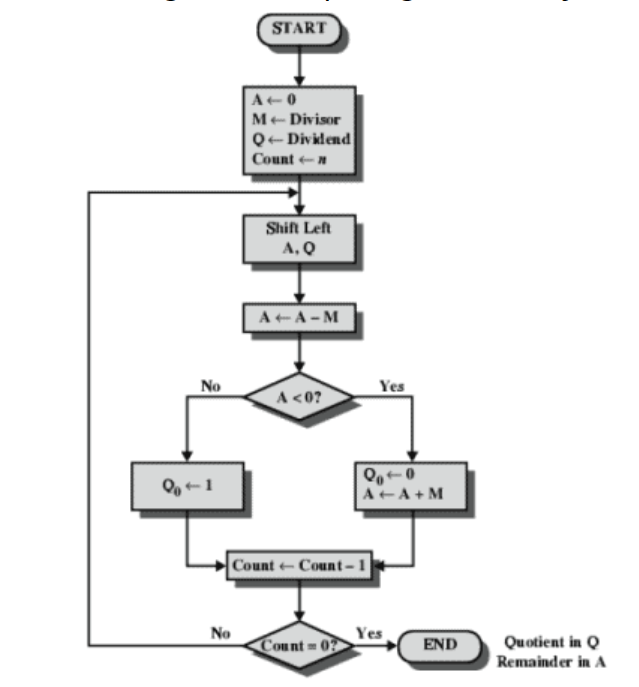 START
A ← 0
M ← Divisor
Q ← Dividend
Count ← n
Shift Left
A, Q
A ← A – M
No
A < 0?
Yes
Q₀ ← 1
Q₀ ← 0
A ← A + M
Count ← Count – 1
No
Count = 0?
Yes
END
Quotient in Q
Remainder in A